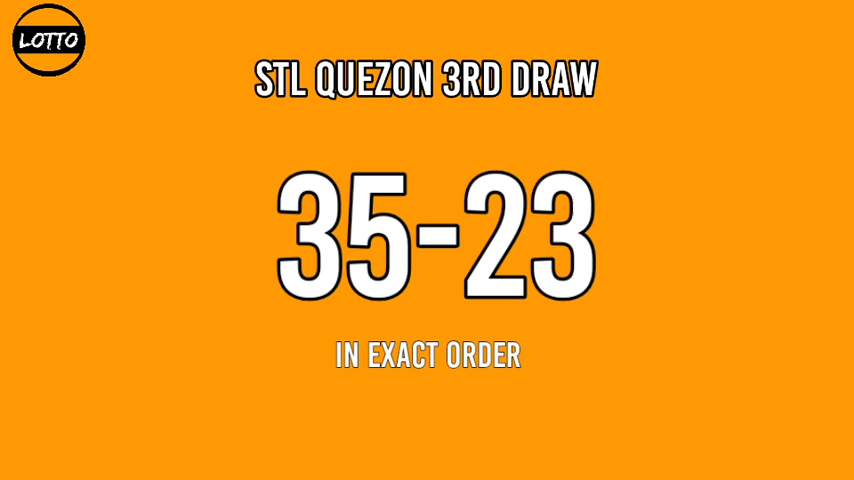 LOTTO
STL QUEZON 3RD DRAW
35-23
IN EXACT ORDER